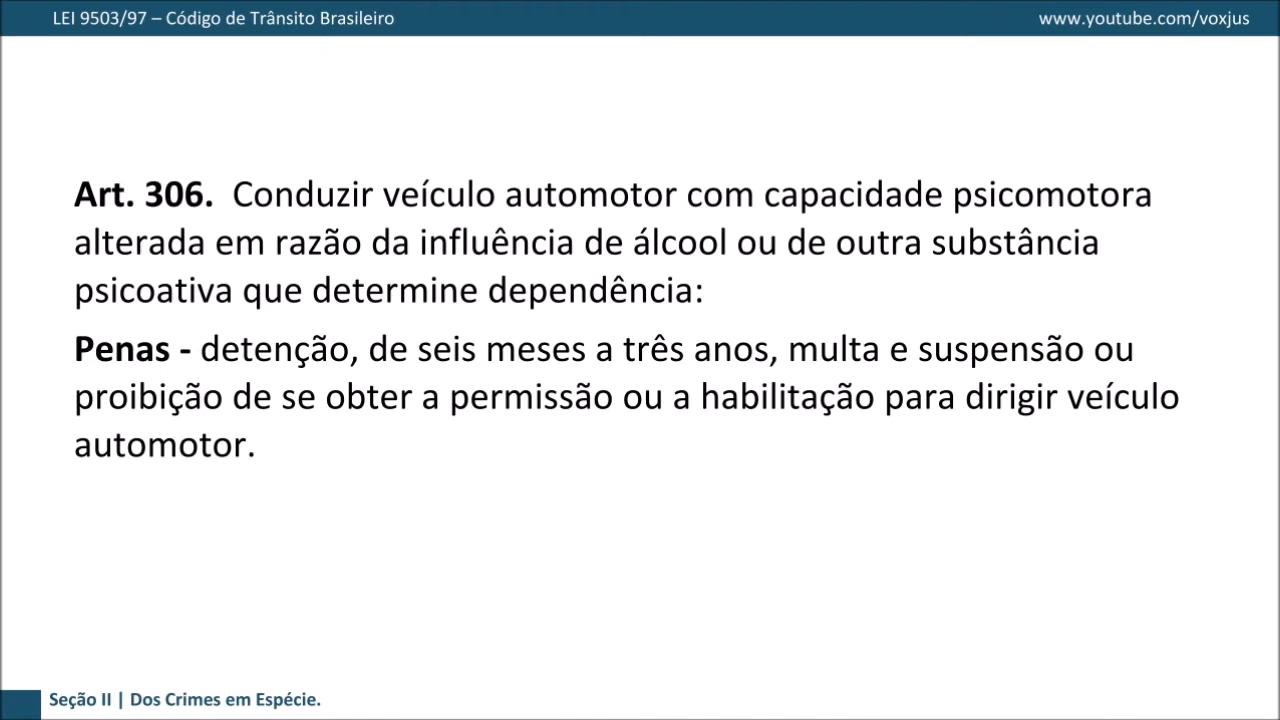 LEI 9503/97 – Código de Trânsito Brasileiro
www.youtube.com/voxjus
Art. 306. Conduzir veículo automotor com capacidade psicomotora
alterada em razão da influência de álcool ou de outra substância
psicoativa que determine dependência:
Penas - detenção, de seis meses a três anos, multa e suspensão ou
proibição de se obter a permissão ou a habilitação para dirigir veículo
automotor.
Seção II | Dos Crimes em Espécie.